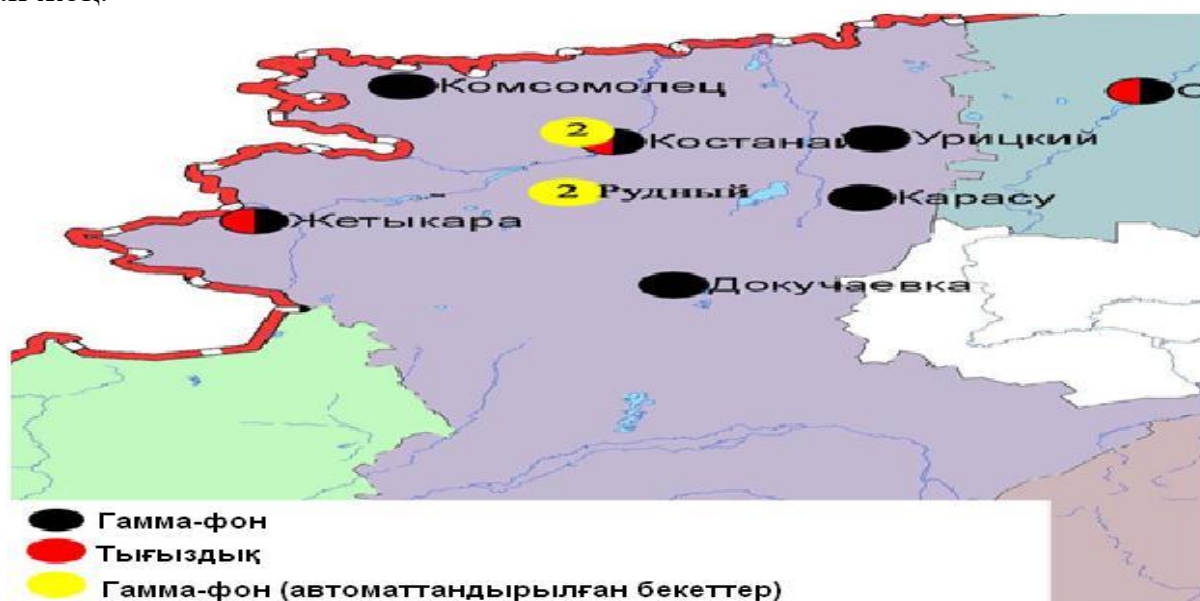 Комсомолец
2
Костанай
Урицкий
2 Рудный
Карасу
Жетыкара
Докучаевка
Гамма-фон
Тығыздық
Гамма-фон (автоматтандырылған бекеттер)